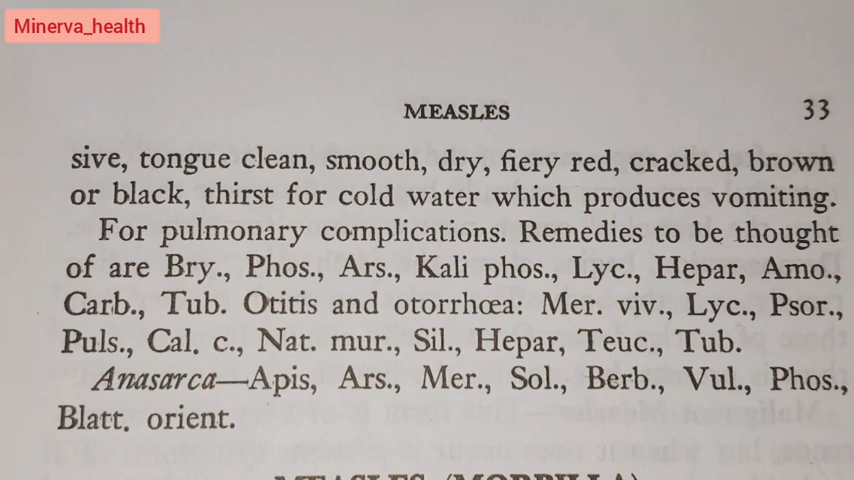 Minerva_health
MEASLES 33
sive, tongue clean, smooth, dry, fiery red, cracked, brown
or black, thirst for cold water which produces vomiting.
For pulmonary complications. Remedies to be thought
of are Bry., Phos., Ars., Kali phos., Lyc., Hepar, Amo.,
Carb., Tub. Otitis and otorrhœa: Mer. viv., Lyc., Psor.,
Puls., Cal. c., Nat. mur., Sil., Hepar, Teuc., Tub.
Anasarca—Apis, Ars., Mer., Sol., Berb., Vul., Phos.,
Blatt. orient.
MEASLES (MORBILLA)